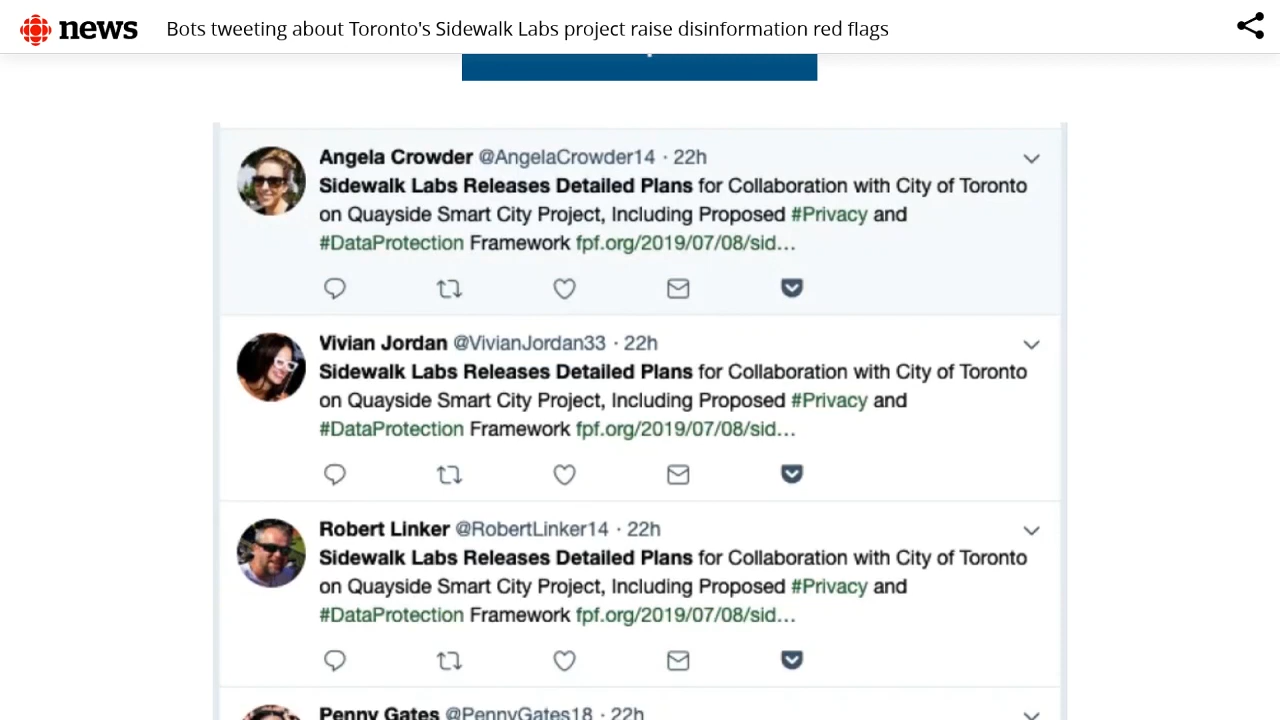 news Bots tweeting about Toronto's Sidewalk Labs project raise disinformation red flags
Angela Crowder @AngelaCrowder14 · 22h
Sidewalk Labs Releases Detailed Plans for Collaboration with City of Toronto
on Quayside Smart City Project, Including Proposed #Privacy and
#DataProtection Framework fpf.org/2019/07/08/sid…
Vivian Jordan @VivianJordan33 · 22h
Sidewalk Labs Releases Detailed Plans for Collaboration with City of Toronto
on Quayside Smart City Project, Including Proposed #Privacy and
#DataProtection Framework fpf.org/2019/07/08/sid…
Robert Linker @RobertLinker14 · 22h
Sidewalk Labs Releases Detailed Plans for Collaboration with City of Toronto
on Quayside Smart City Project, Including Proposed #Privacy and
#DataProtection Framework fpf.org/2019/07/08/sid…
Penny Gates @PennyGates18 · 22h